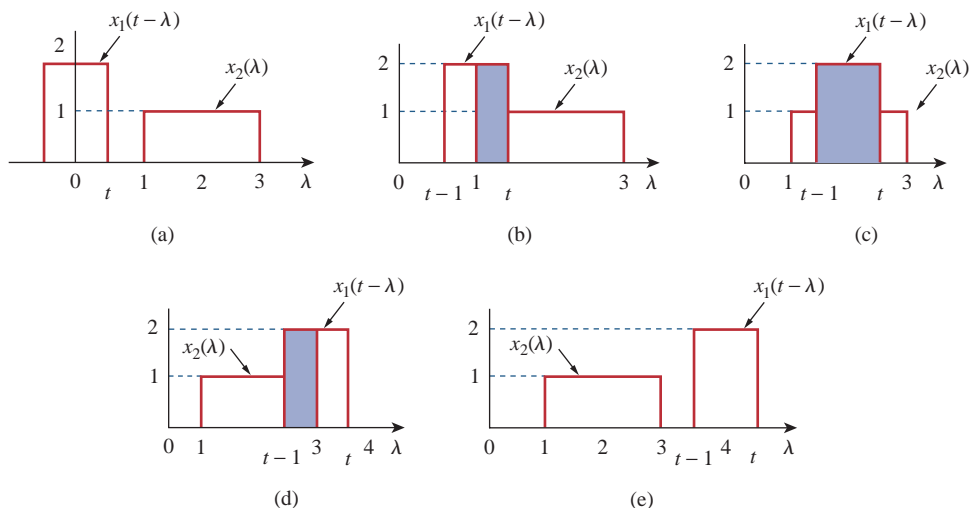 x₁(t − λ)
2
x₂(λ)
1
0 1 2 3 λ
t
(a)
x₁(t − λ)
2
x₂(λ)
1
0 1 3 λ
t − 1 t
(b)
x₁(t − λ)
2
x₂(λ)
1
0 1 3 λ
t − 1 t
(c)
x₁(t − λ)
2
x₂(λ)
1
0 1 3 4 λ
t − 1 t
(d)
x₁(t − λ)
2
x₂(λ)
1
0 1 2 3 4 λ
t − 1 t
(e)